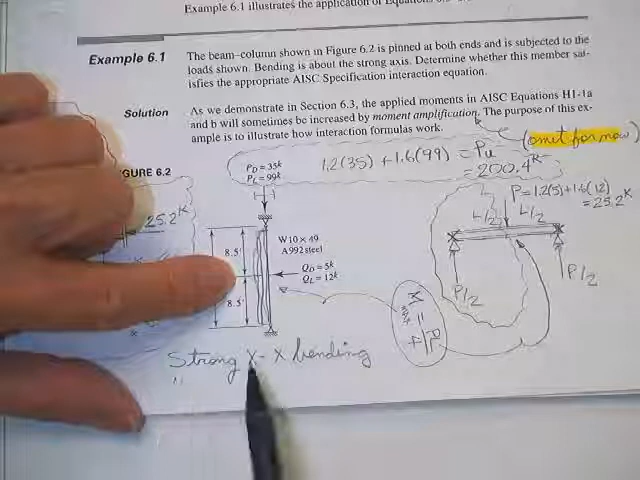 Example 6.1 illustrates the application of
Example 6.1
The beam–column shown in Figure 6.2 is pinned at both ends and is subjected to the
loads shown. Bending is about the strong axis. Determine whether this member sat-
isfies the appropriate AISC Specification interaction equation.
Solution
As we demonstrate in Section 6.3, the applied moments in AISC Equations H1-1a
and b will sometimes be increased by moment amplification. The purpose of this ex-
ample is to illustrate how interaction formulas work.
(omit for now)
GURE 6.2
PD = 35k
PL = 99k
1.2(35) + 1.6(99) = Pu
= 200.4k
P = 1.2(5) + 1.6(12)
= 25.2k
25.2k
L/2
L/2
8.5'
W10 × 49
A992 steel
QD = 5k
QL = 12k
8.5'
P/2
P/2
Strong X-X bending